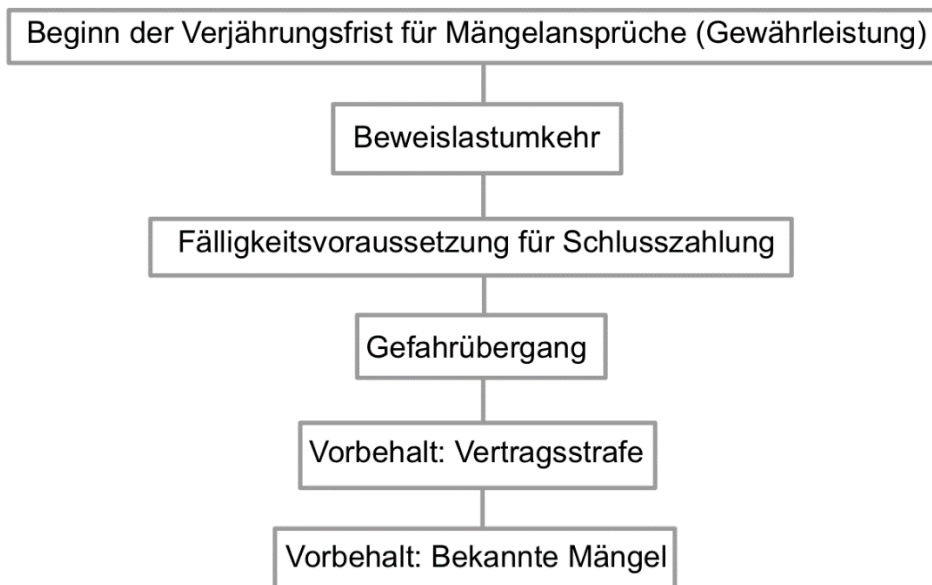 Beginn der Verjährungsfrist für Mängelansprüche (Gewährleistung)
Beweislastumkehr
Fälligkeitsvoraussetzung für Schlusszahlung
Gefahrübergang
Vorbehalt: Vertragsstrafe
Vorbehalt: Bekannte Mängel